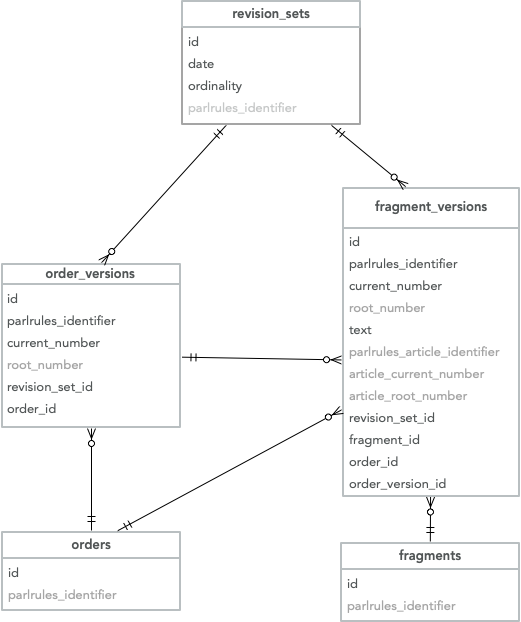 revision_sets
id
date
ordinality
parlrules_identifier
fragment_versions
id
parlrules_identifier
current_number
root_number
text
parlrules_article_identifier
article_current_number
article_root_number
revision_set_id
fragment_id
order_id
order_version_id
order_versions
id
parlrules_identifier
current_number
root_number
revision_set_id
order_id
orders
id
parlrules_identifier
fragments
id
parlrules_identifier